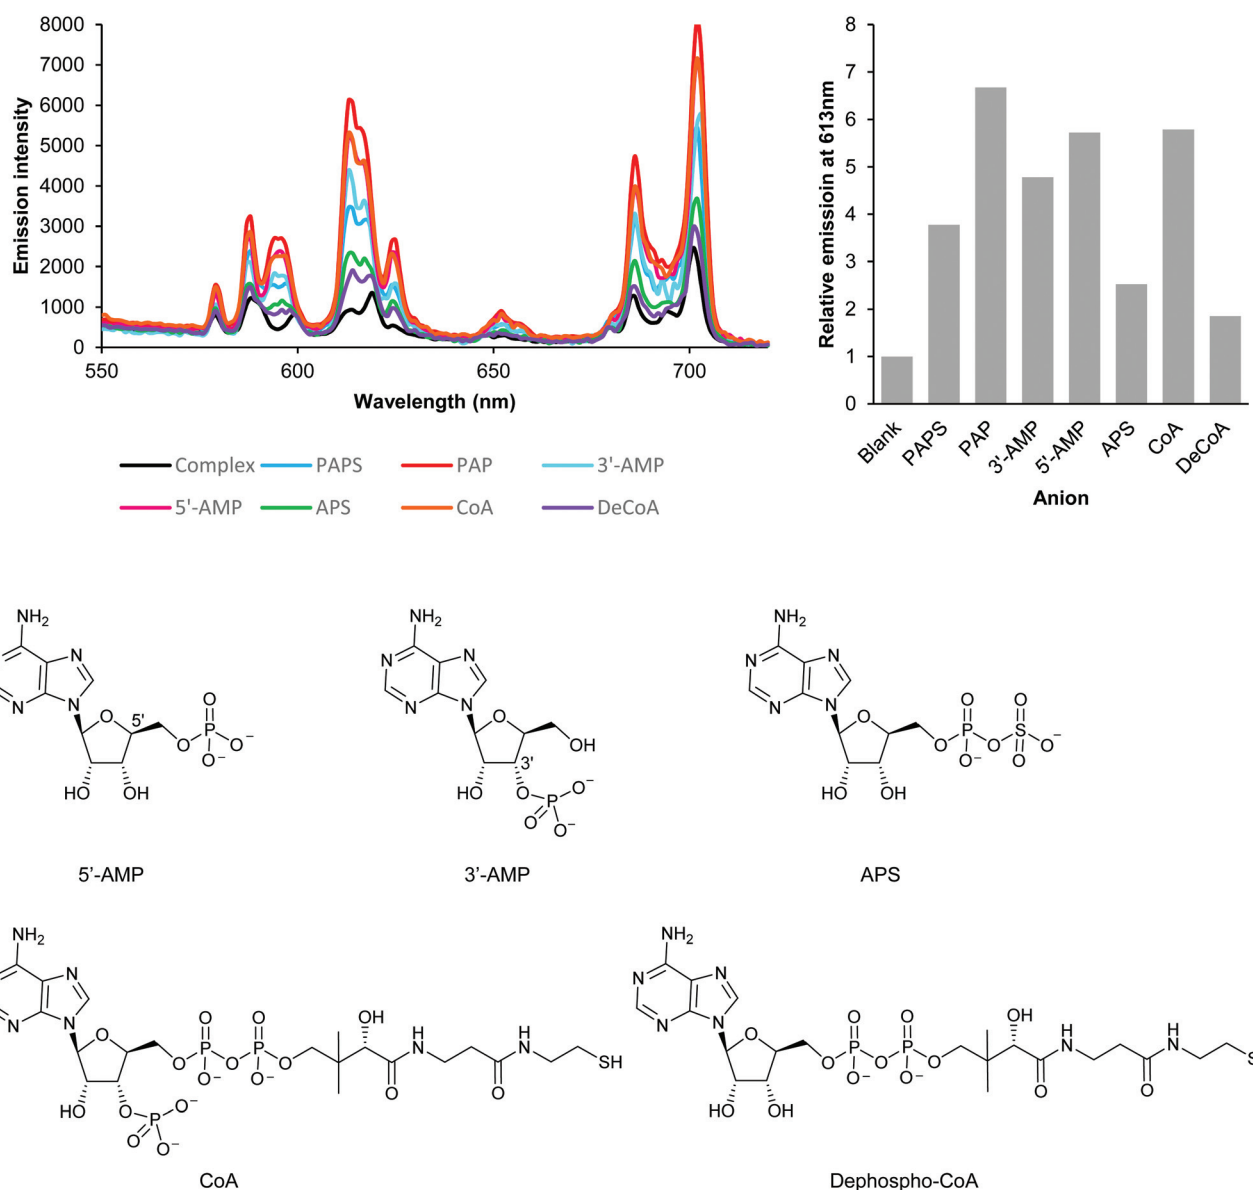 8000
7000
6000
5000
4000
3000
2000
1000
0
Emission intensity
550
600
650
700
Wavelength (nm)
Complex
PAPS
PAP
3'-AMP
5'-AMP
APS
CoA
DeCoA
8
7
6
5
4
3
2
1
0
Relative emissioin at 613nm
Blank
PAPS
PAP
3'-AMP
5'-AMP
APS
CoA
DeCoA
Anion
NH₂
N
N
N
O
5'
O
O
P
O⁻
O⁻
HO
OH
5’-AMP
NH₂
N
N
N
N
O
OH
3'
HO
O
P
O
O⁻
O⁻
3’-AMP
NH₂
N
N
N
N
O
O
O
P
O⁻
O
O
S
O
O⁻
HO
OH
APS
NH₂
N
N
N
O
O
O
P
O⁻
O
O
P
O⁻
O
OH
O
H
N
O
H
N
SH
HO
O
P
O
O⁻
O⁻
CoA
NH₂
N
N
N
N
O
O
O
P
O⁻
O
O
P
O⁻
O
OH
O
H
N
O
H
N
S
HO
OH
Dephospho-CoA